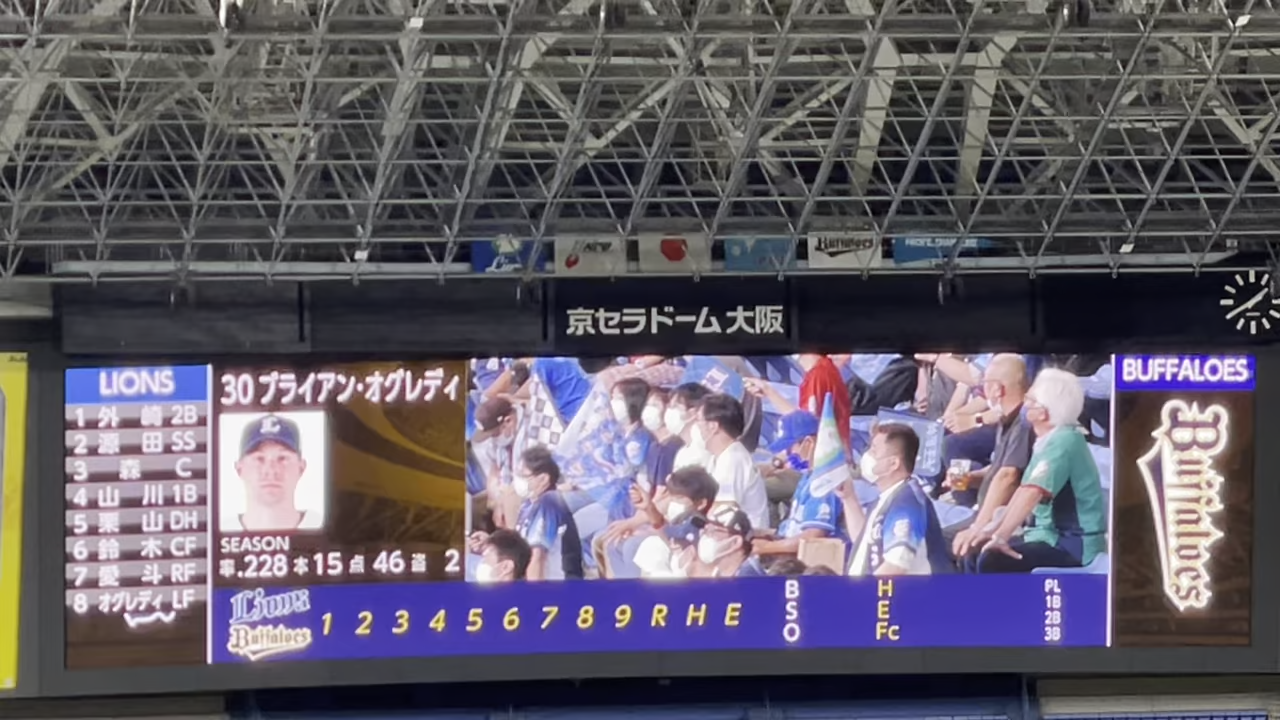 Buffaloes
京セラドーム大阪
LIONS
1 外 崎 2B
2 源 田 SS
3 森 C
4 山 川 1B
5 栗 山 DH
6 鈴 木 CF
7 愛 斗 RF
8 オグレディ LF
30 ブライアン・オグレディ
SEASON
率.228 本15 点 46 盗 2
Lions
Buffaloes
1 2 3 4 5 6 7 8 9 R H E
B
S
O
H
E
Fc
PL
1B
2B
3B
BUFFALOES
Buffaloes